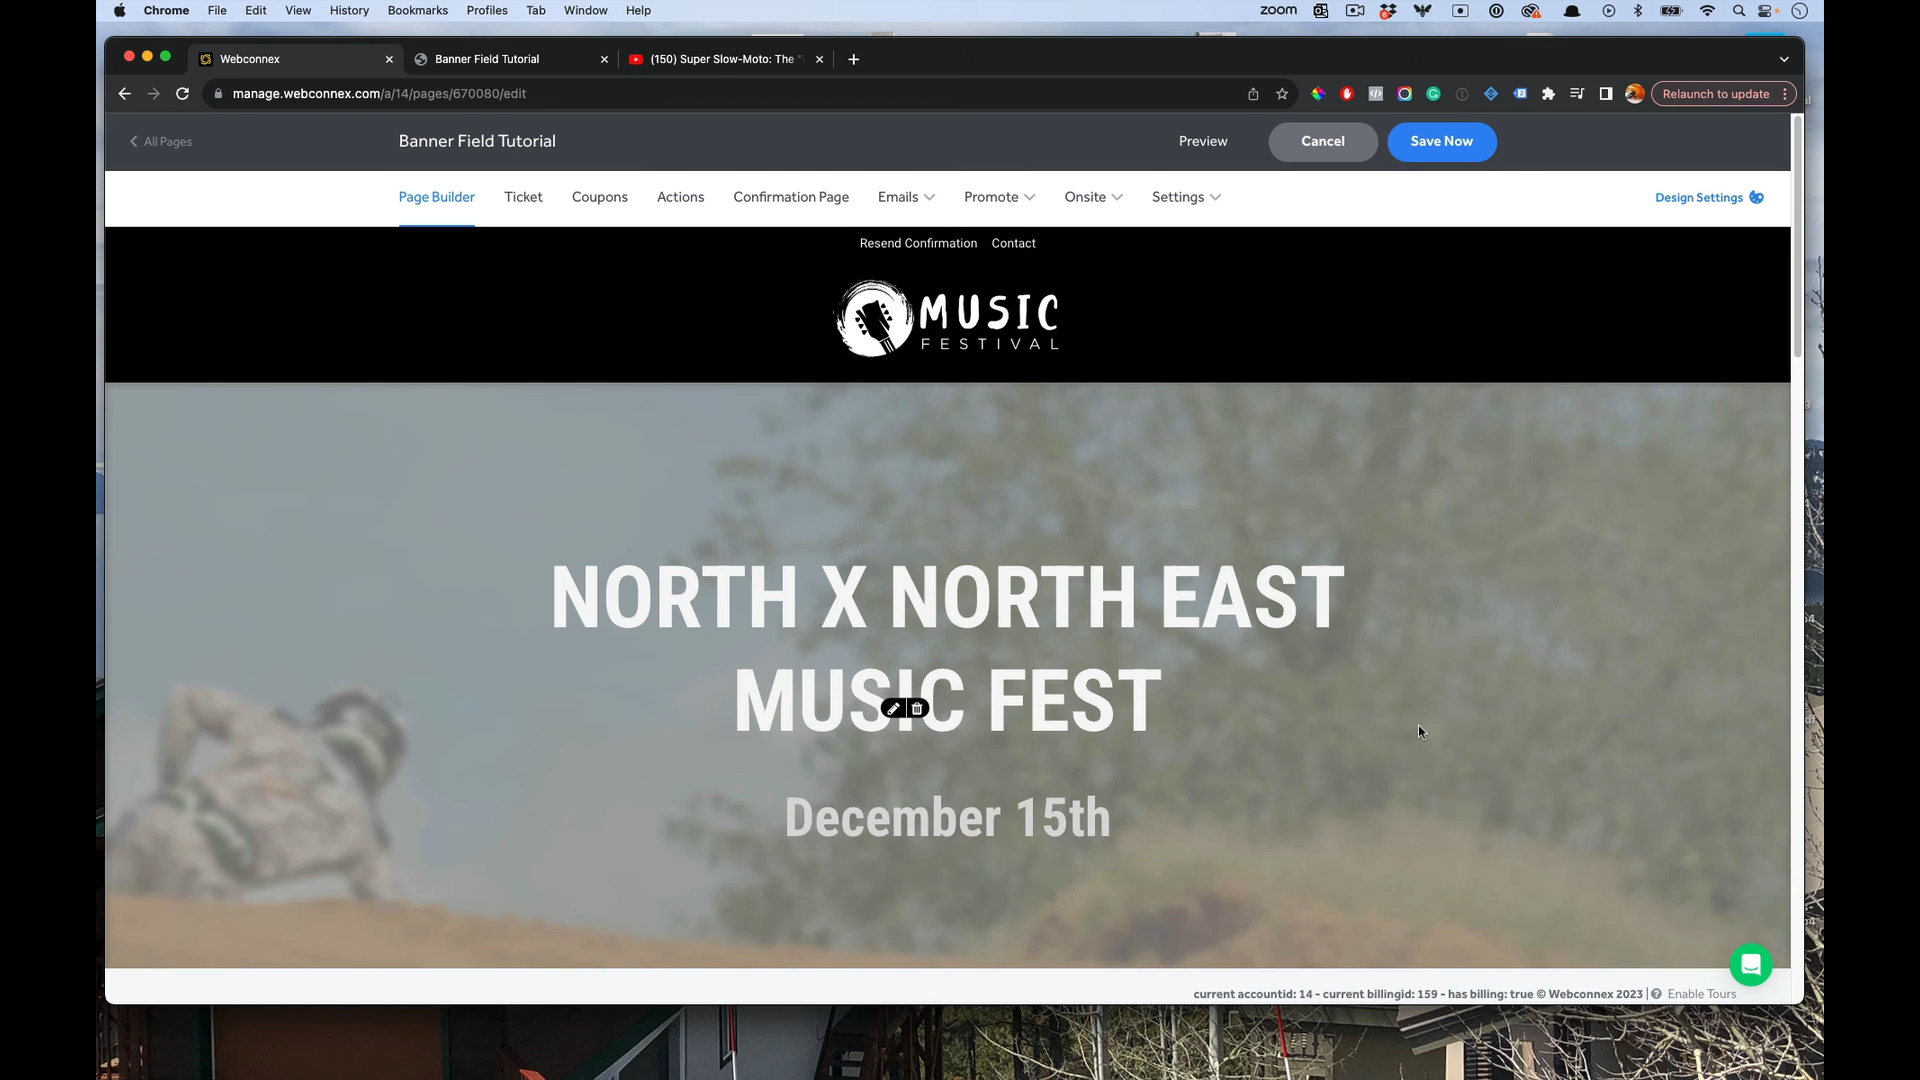 Chrome File Edit View History Bookmarks Profiles Tab Window Help zoom
Webconnex Banner Field Tutorial (150) Super Slow-Moto: The "
manage.webconnex.com/a/14/pages/670080/edit Relaunch to update
All Pages Banner Field Tutorial Preview Cancel Save Now
Page Builder Ticket Coupons Actions Confirmation Page Emails Promote Onsite Settings Design Settings
Resend Confirmation Contact
MUSIC
FESTIVAL
NORTH X NORTH EAST
MUSIC FEST
December 15th
current accountid: 14 - current billingid: 159 - has billing: true © Webconnex 2023 | Enable Tours